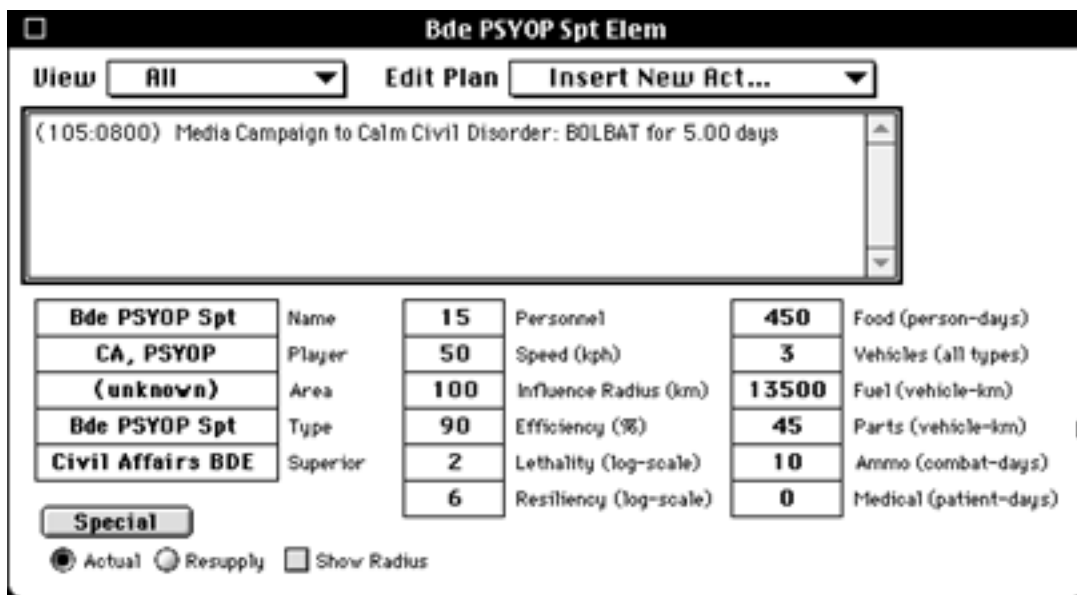 Bde PSYOP Spt Elem
View All Edit Plan Insert New Act...
(105:0800) Media Campaign to Calm Civil Disorder: BOLBAT for 5.00 days
Bde PSYOP Spt Name 15 Personnel 450 Food (person-days)
CA, PSYOP Player 50 Speed (kph) 3 Vehicles (all types)
(unknown) Area 100 Influence Radius (km) 13500 Fuel (vehicle-km)
Bde PSYOP Spt Type 90 Efficiency (%) 45 Parts (vehicle-km)
Civil Affairs BDE Superior 2 Lethality (log-scale) 10 Ammo (combat-days)
6 Resiliency (log-scale) 0 Medical (patient-days)
Special
Actual Resupply Show Radius